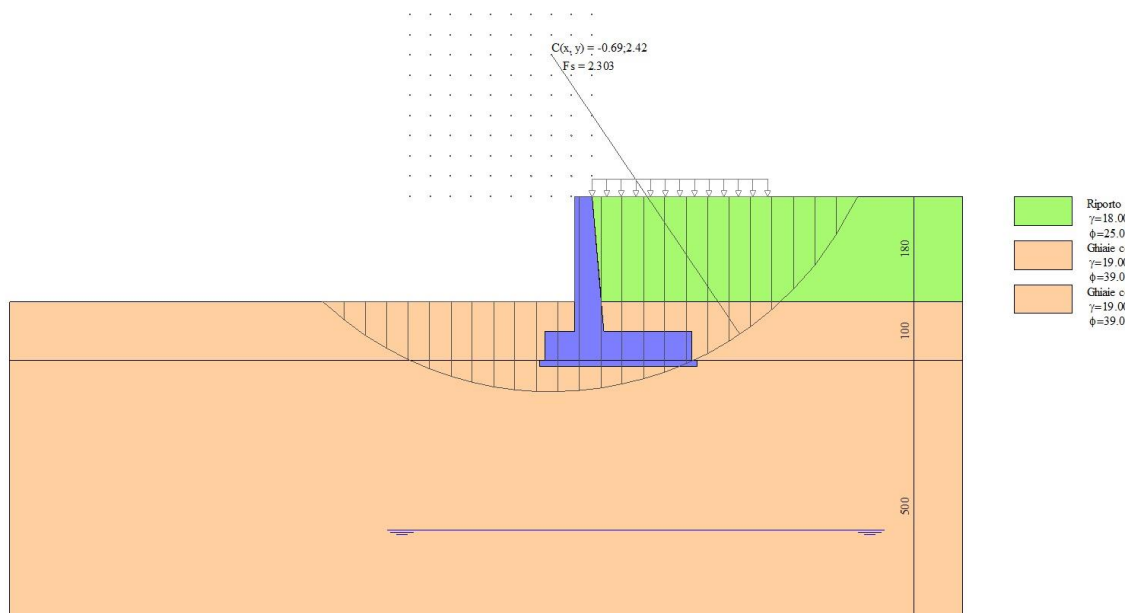 C(x, y) = -0.69;2.42
Fs = 2.303
180
100
500
Riporto
γ=18.00
ϕ=25.0
Ghiaie c
γ=19.00
ϕ=39.0
Ghiaie c
γ=19.00
ϕ=39.0